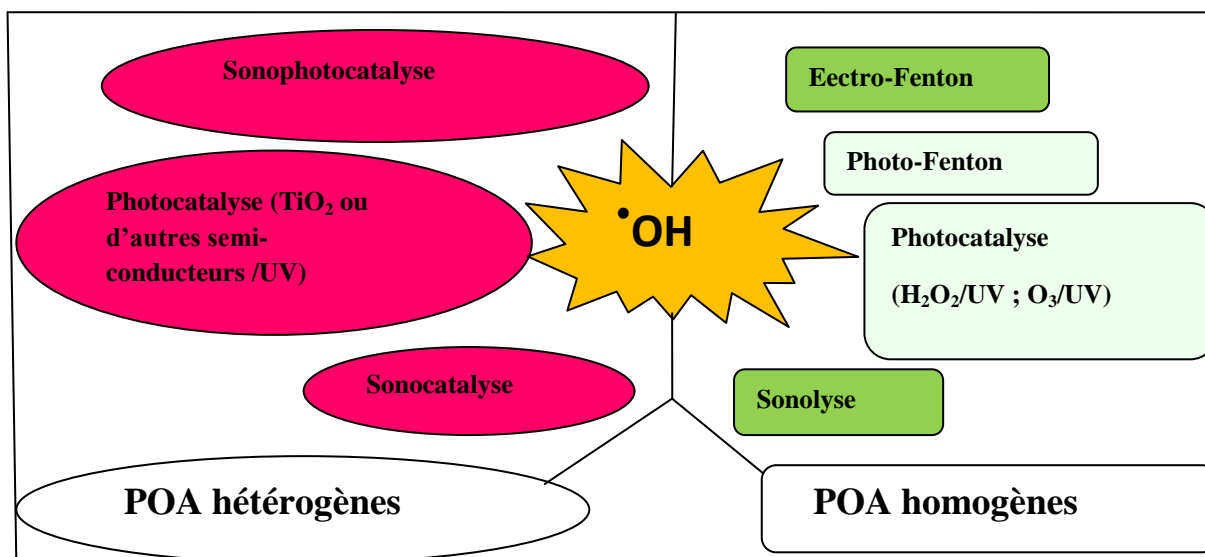 Sonophotocatalyse
Photocatalyse (TiO₂ ou
d’autres semi-
conducteurs /UV)
Sonocatalyse
POA hétérogènes
•OH
Eectro-Fenton
Photo-Fenton
Photocatalyse
(H₂O₂/UV ; O₃/UV)
Sonolyse
POA homogènes